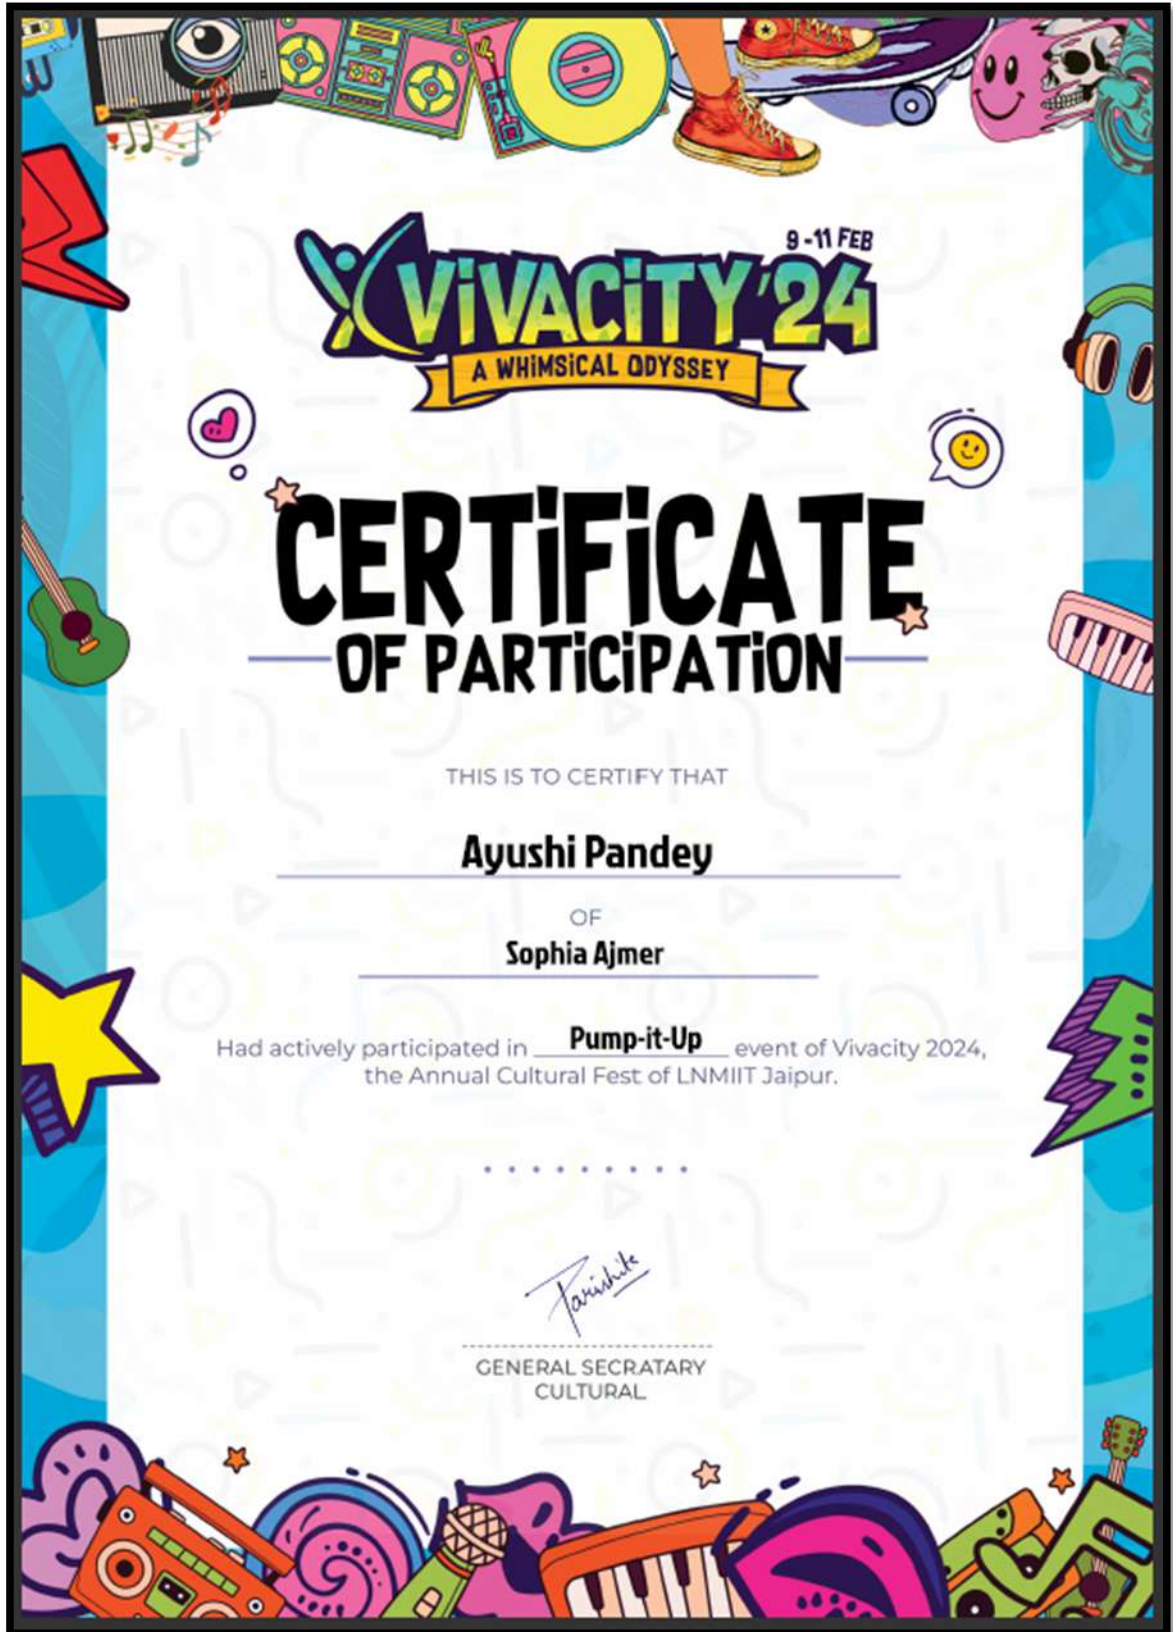 9 - 11 FEB
ViVACiTY '24
A WHiMSiCAL ODYSSEY
CERTiFiCATE
OF PARTiCiPATiON
THIS IS TO CERTIFY THAT
Ayushi Pandey
OF
Sophia Ajmer
Had actively participated in Pump-it-Up event of Vivacity 2024,
the Annual Cultural Fest of LNMIIT Jaipur.
GENERAL SECRATARY
CULTURAL